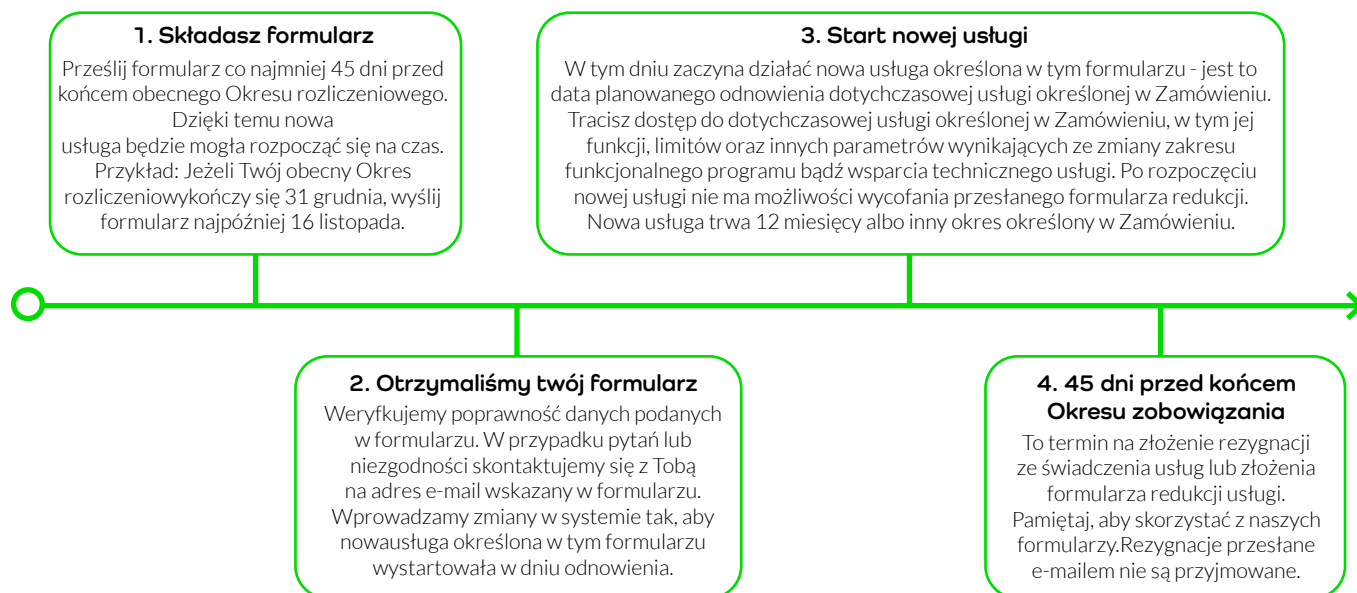 1. Składasz formularz
Prześlij formularz co najmniej 45 dni przed
końcem obecnego Okresu rozliczeniowego.
Dzięki temu nowa
usługa będzie mogła rozpocząć się na czas.
Przykład: Jeżeli Twój obecny Okres
rozliczeniowykończy się 31 grudnia, wyślij
formularz najpóźniej 16 listopada.
2. Otrzymaliśmy twój formularz
Weryfkujemy poprawność danych podanych
w formularzu. W przypadku pytań lub
niezgodności skontaktujemy się z Tobą
na adres e-mail wskazany w formularzu.
Wprowadzamy zmiany w systemie tak, aby
nowausługa określona w tym formularzu
wystartowała w dniu odnowienia.
3. Start nowej usługi
W tym dniu zaczyna działać nowa usługa określona w tym formularzu - jest to
data planowanego odnowienia dotychczasowej usługi określonej w Zamówieniu.
Tracisz dostęp do dotychczasowej usługi określonej w Zamówieniu, w tym jej
funkcji, limitów oraz innych parametrów wynikających ze zmiany zakresu
funkcjonalnego programu bądź wsparcia technicznego usługi. Po rozpoczęciu
nowej usługi nie ma możliwości wycofania przesłanego formularza redukcji.
Nowa usługa trwa 12 miesięcy albo inny okres określony w Zamówieniu.
4. 45 dni przed końcem
Okresu zobowiązania
To termin na złożenie rezygnacji
ze świadczenia usług lub złożenia
formularza redukcji usługi.
Pamiętaj, aby skorzystać z naszych
formularzy.Rezygnacje przesłane
e-mailem nie są przyjmowane.